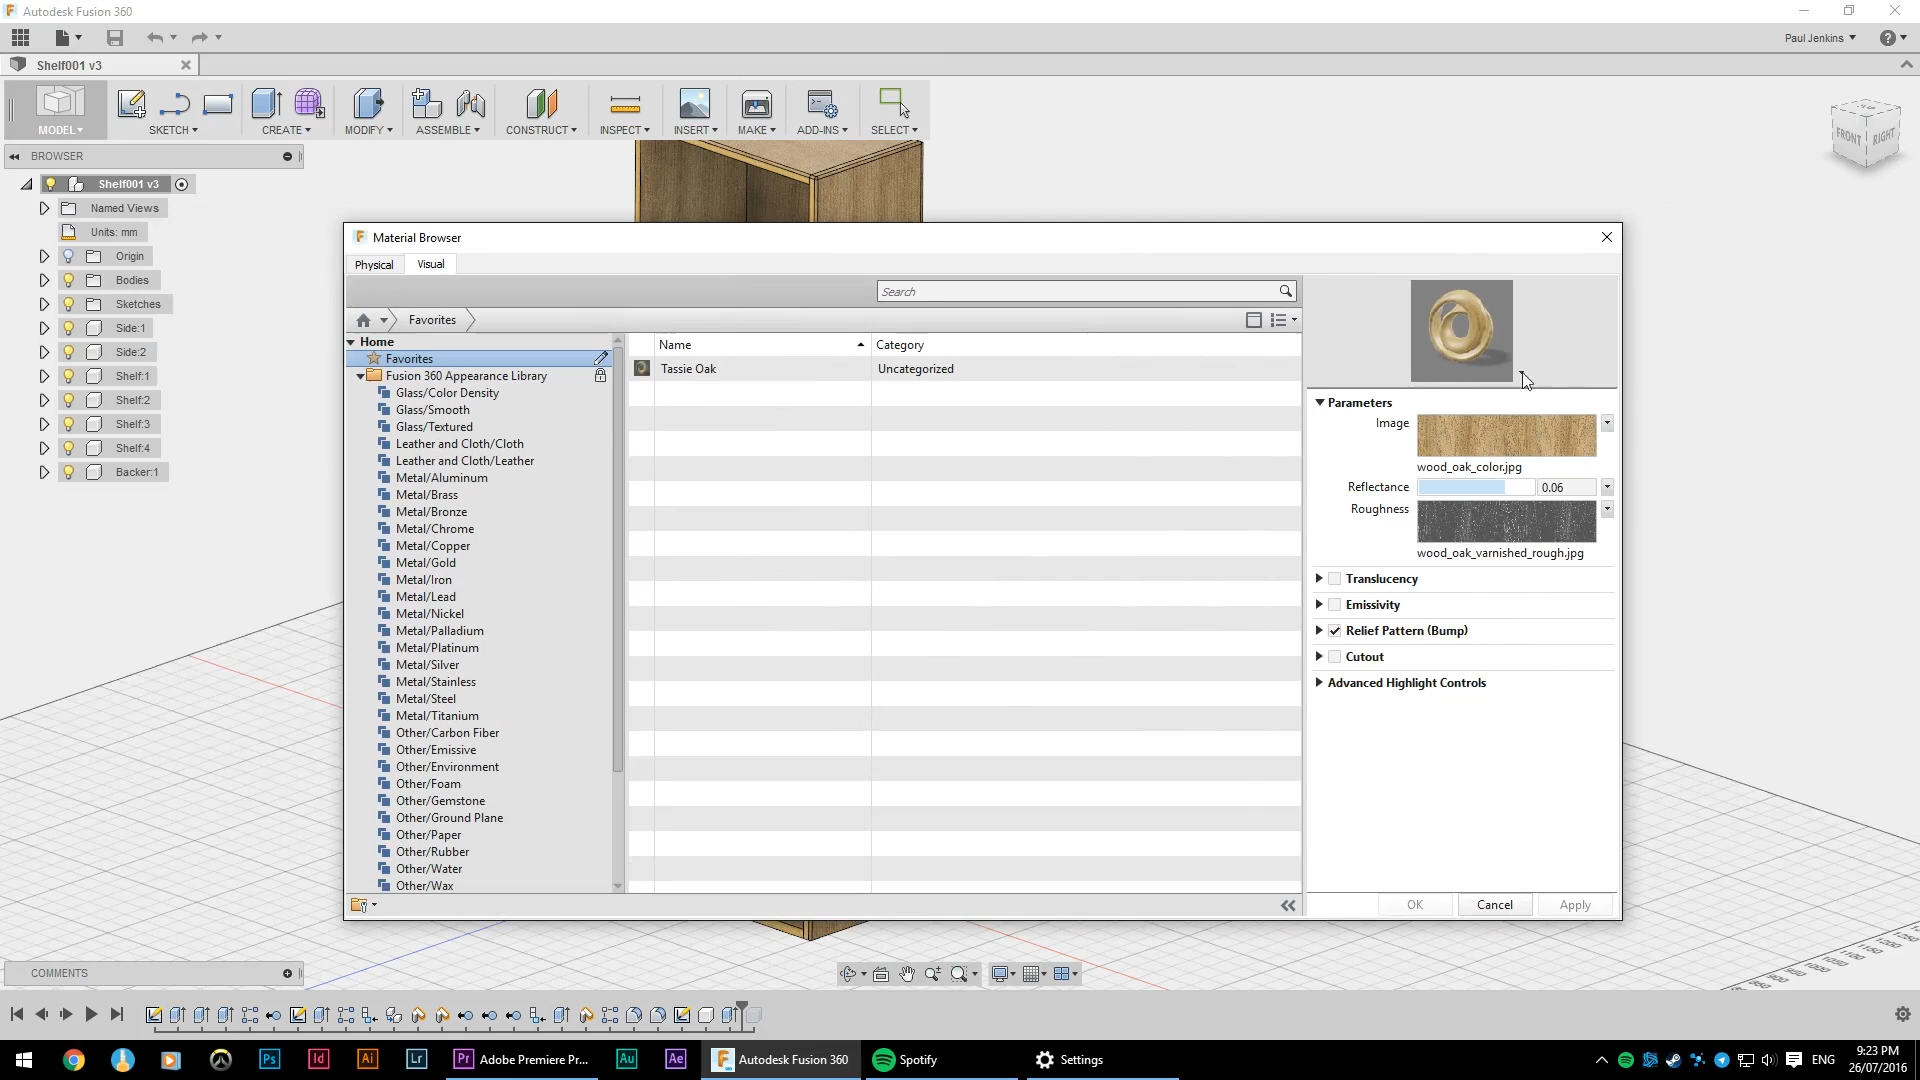 Autodesk Fusion 360
Paul Jenkins
Shelf001 v3
MODEL
SKETCH
CREATE
MODIFY
ASSEMBLE
CONSTRUCT
INSPECT
INSERT
MAKE
ADD-INS
SELECT
FRONT
RIGHT
BROWSER
Shelf001 v3
Named Views
Units: mm
Origin
Bodies
Sketches
Side:1
Side:2
Shelf:1
Shelf:2
Shelf:3
Shelf:4
Backer:1
Material Browser
Physical
Visual
Search
Favorites
Home
Favorites
Fusion 360 Appearance Library
Glass/Color Density
Glass/Smooth
Glass/Textured
Leather and Cloth/Cloth
Leather and Cloth/Leather
Metal/Aluminum
Metal/Brass
Metal/Bronze
Metal/Chrome
Metal/Copper
Metal/Gold
Metal/Iron
Metal/Lead
Metal/Nickel
Metal/Palladium
Metal/Platinum
Metal/Silver
Metal/Stainless
Metal/Steel
Metal/Titanium
Other/Carbon Fiber
Other/Emissive
Other/Environment
Other/Foam
Other/Gemstone
Other/Ground Plane
Other/Paper
Other/Rubber
Other/Water
Other/Wax
Name
Category
Tassie Oak
Uncategorized
Parameters
Image
wood_oak_color.jpg
Reflectance
0.06
Roughness
wood_oak_varnished_rough.jpg
Translucency
Emissivity
Relief Pattern (Bump)
Cutout
Advanced Highlight Controls
OK
Cancel
Apply
COMMENTS
Ps
Id
Ai
Lr
Pr
Adobe Premiere Pr...
Au
Ae
Autodesk Fusion 360
Spotify
Settings
ENG
9:23 PM
26/07/2016